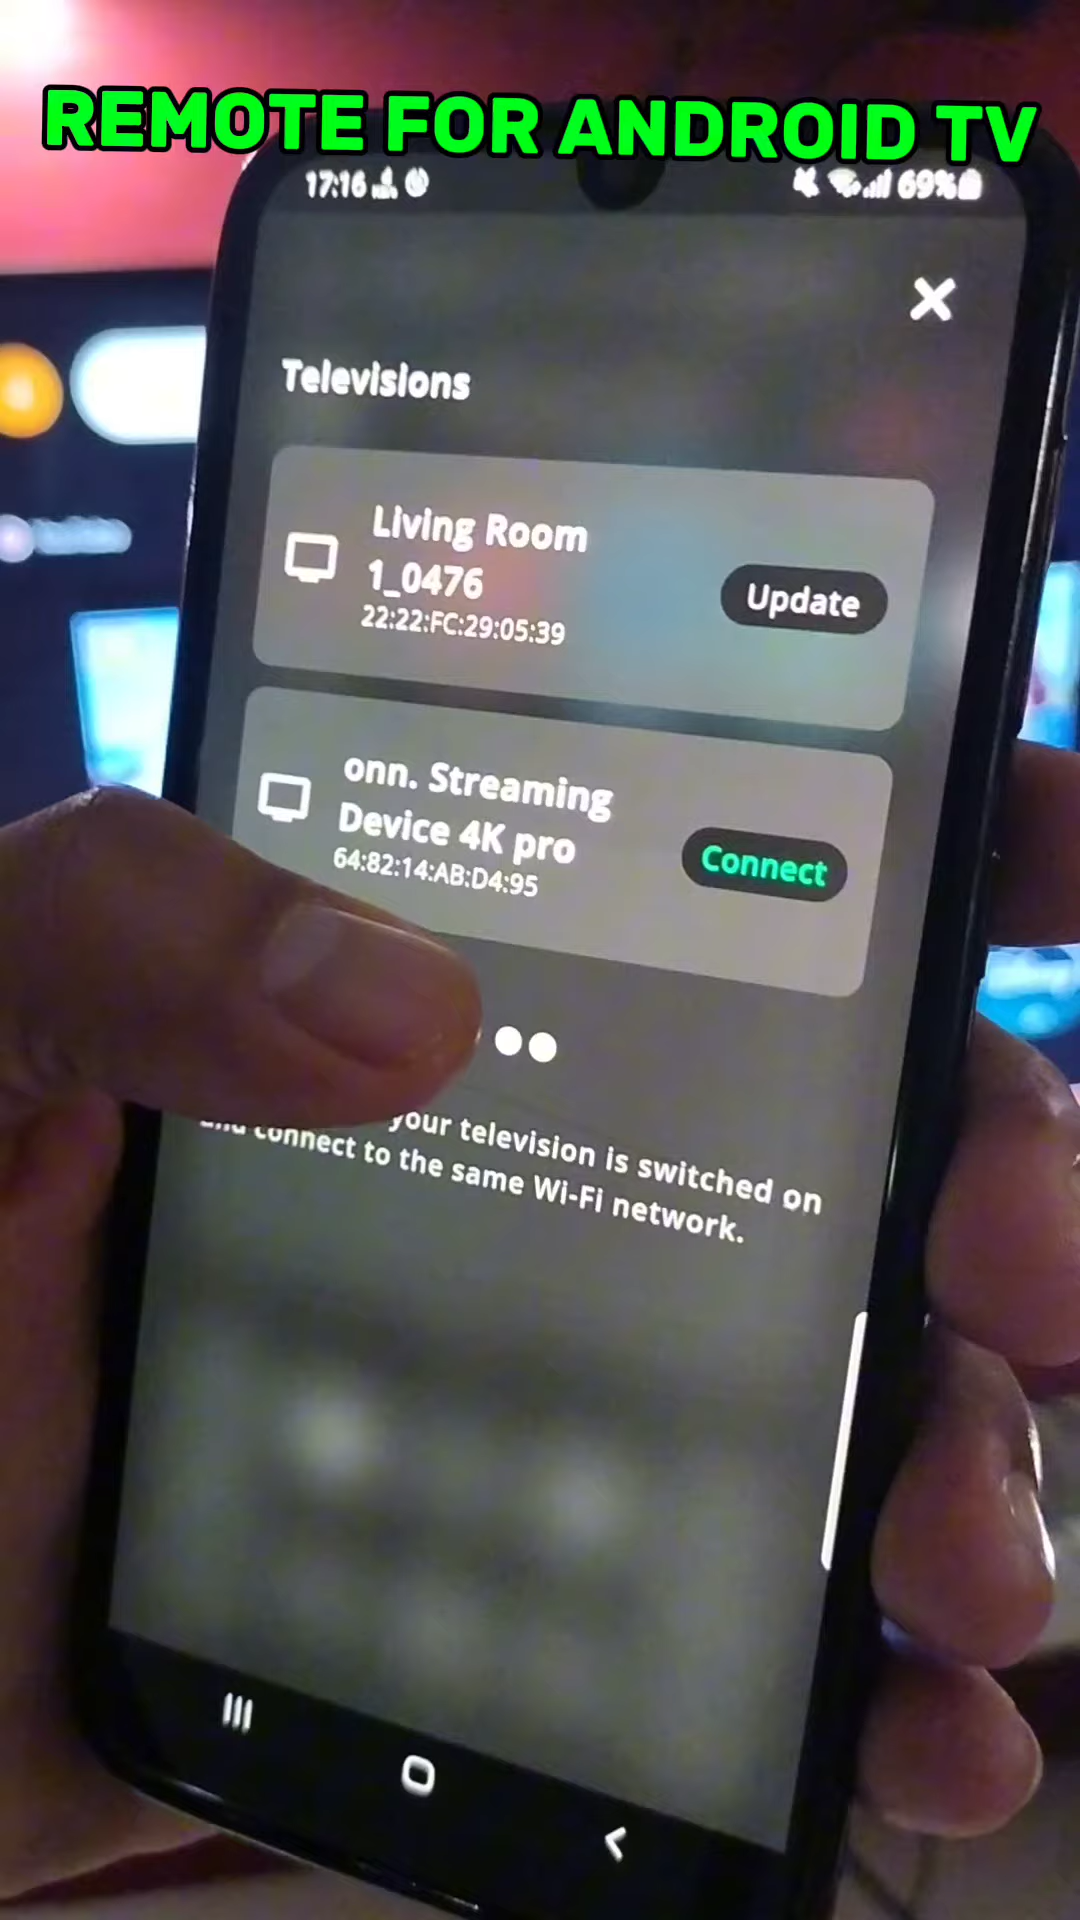 REMOTE FOR ANDROID TV
17:16 69%
Televisions
Living Room
1_0476
22:22:FC:29:05:39
Update
onn. Streaming
Device 4K pro
64:82:14:AB:D4:95
Connect
your television is switched on
and connect to the same Wi-Fi network.